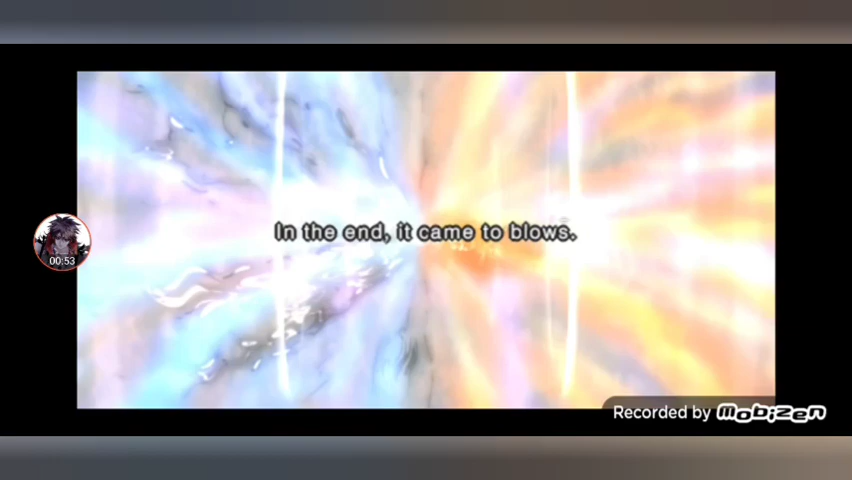 In the end, it came to blows.
00:53
Recorded by mobizen